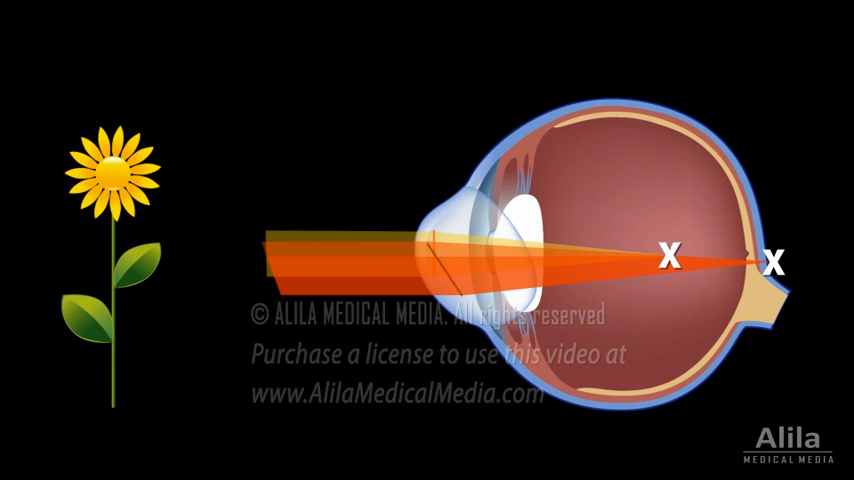 X
X
© ALILA MEDICAL MEDIA. All rights reserved
Purchase a license to use this video at
www.AlilaMedicalMedia.com
Alila
MEDICAL MEDIA